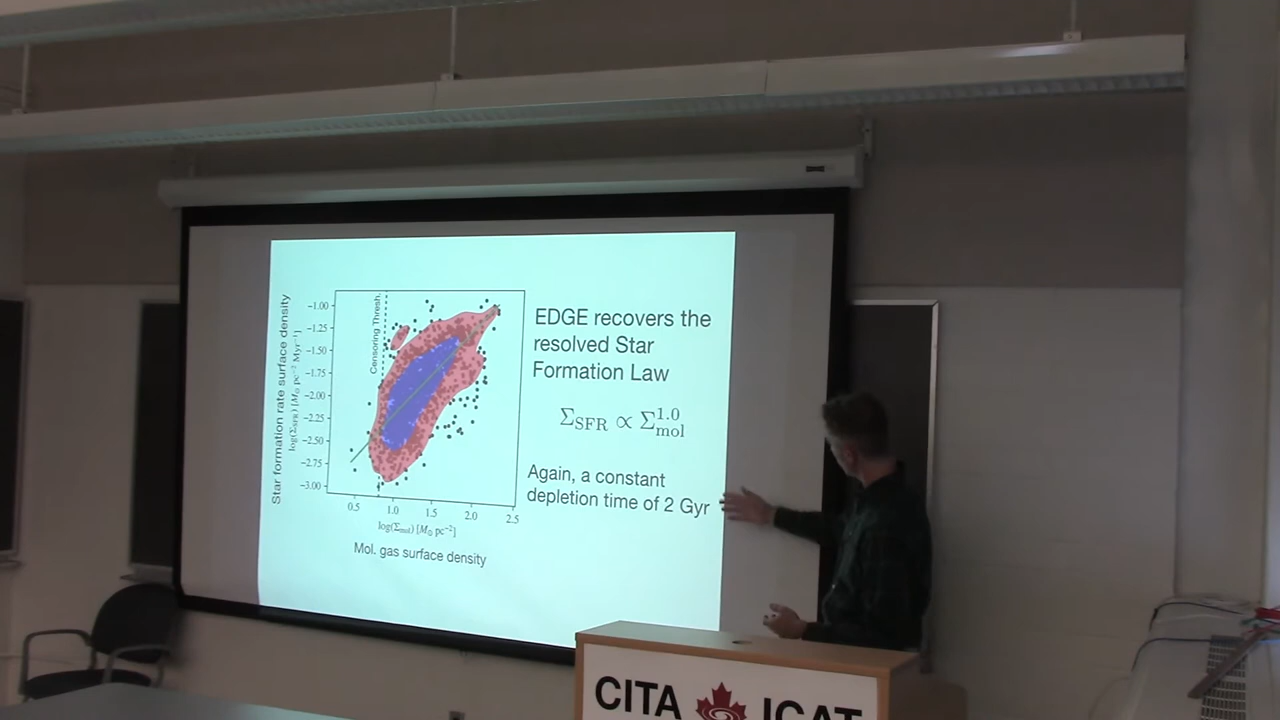 EDGE recovers the
resolved Star
Formation Law
Σ_SFR ∝ Σ_mol^1.0
Again, a constant
depletion time of 2 Gyr
Star formation rate surface density
log(Σ_SFR) [M_⊙ pc⁻² Myr⁻¹]
Censoring Thresh.
−1.00
−1.25
−1.50
−1.75
−2.00
−2.25
−2.50
−2.75
−3.00
0.5 1.0 1.5 2.0 2.5
log(Σ_mol) [M_⊙ pc⁻²]
Mol. gas surface density
CITA ICAT